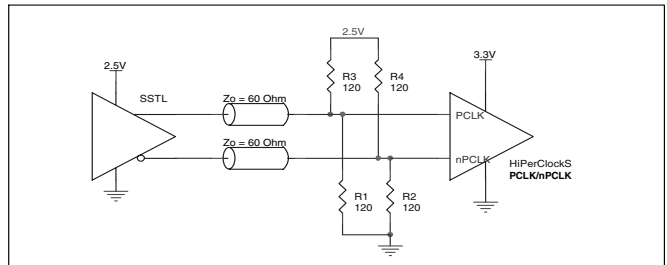 2.5V
3.3V
2.5V
R3
120
R4
120
SSTL
Zo = 60 Ohm
PCLK
Zo = 60 Ohm
nPCLK
HiPerClockS
PCLK/nPCLK
R1
120
R2
120